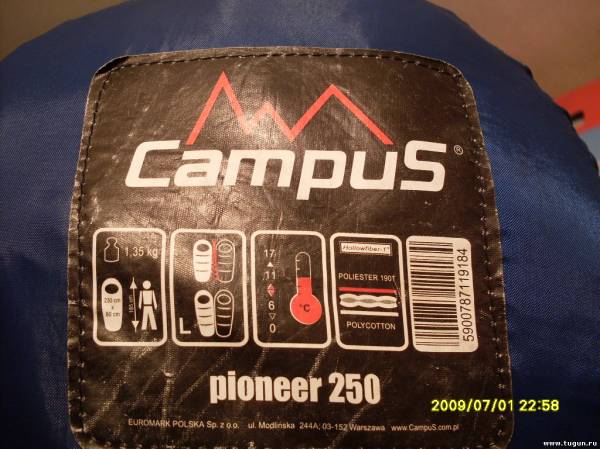 CampuS®
1,35 kg
230 cm
x
80 cm
195 cm
L
17
11
6
0
°C
Hollowfiber-1®
POLIESTER 190T
POLYCOTTON
5900787119184
pioneer 250
2009/07/01 22:58
EUROMARK POLSKA Sp. z o.o. ul. Modlińska 244A; 03-152 Warszawa www.CampuS.com.pl
www.tugun.ru